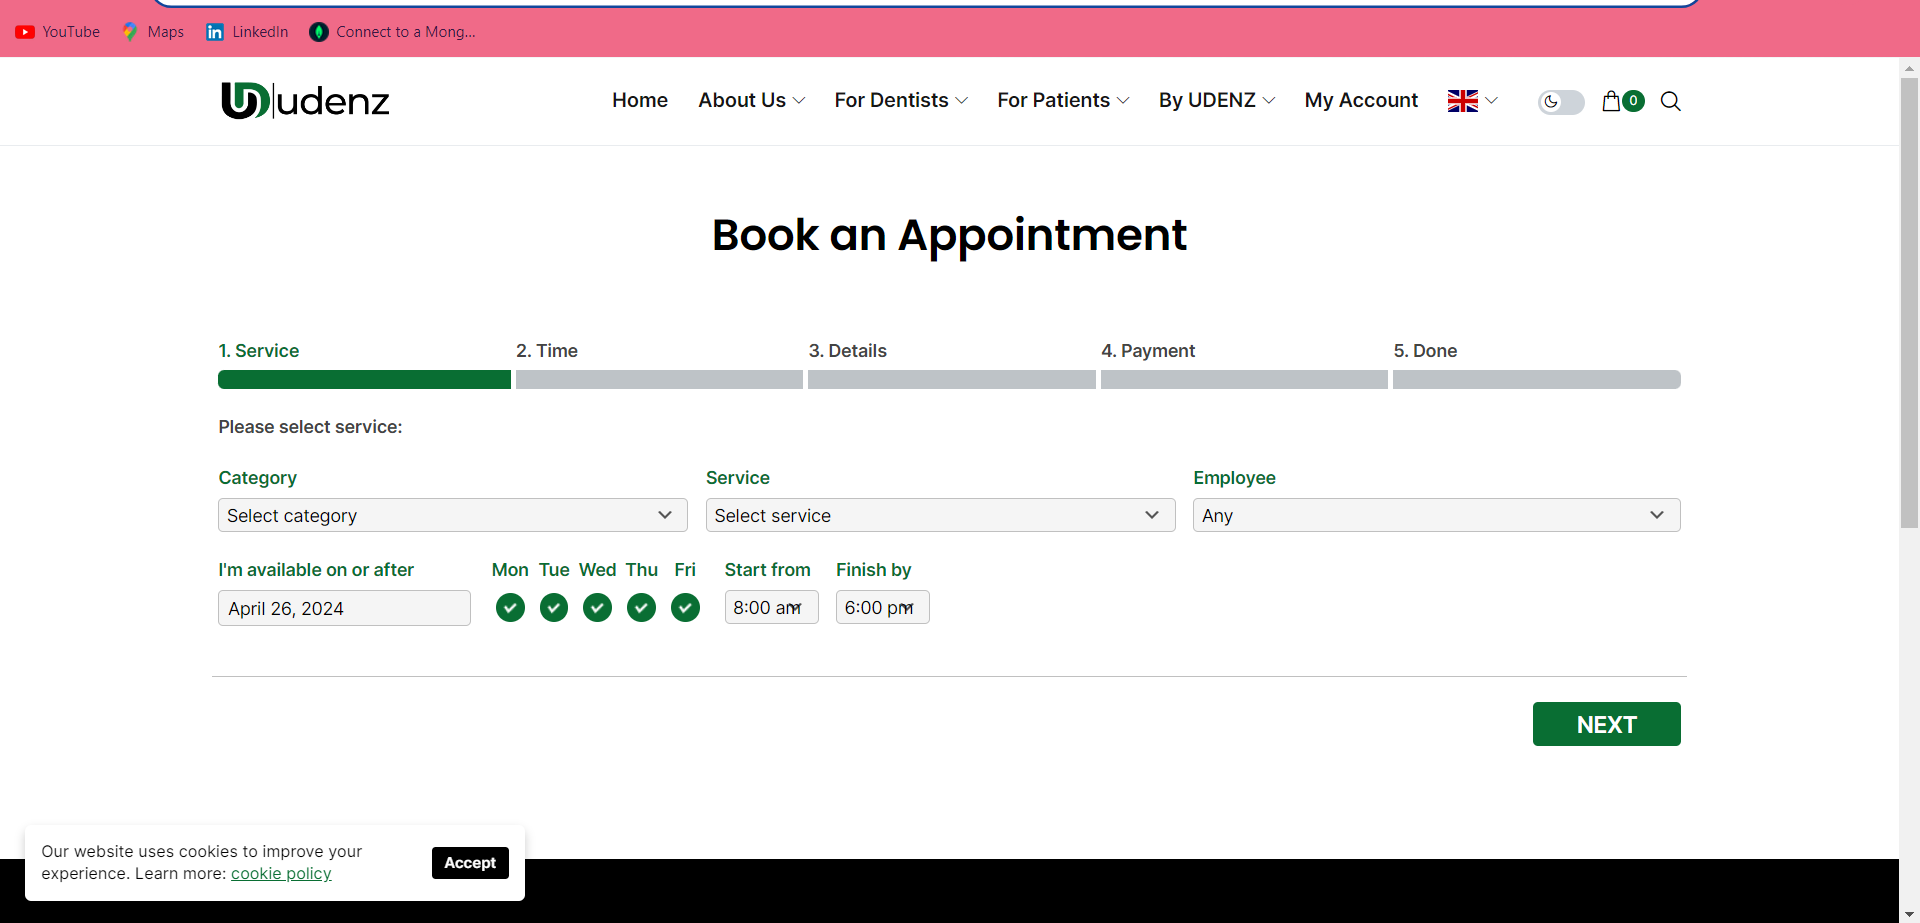 YouTube Maps LinkedIn Connect to a Mong...
UDudenz Home About Us For Dentists For Patients By UDENZ My Account 0
Book an Appointment
1. Service 2. Time 3. Details 4. Payment 5. Done
Please select service:
Category Service Employee
Select category Select service Any
I'm available on or after Mon Tue Wed Thu Fri Start from Finish by
April 26, 2024 8:00 am 6:00 pm
NEXT
Our website uses cookies to improve your
experience. Learn more: cookie policy
Accept